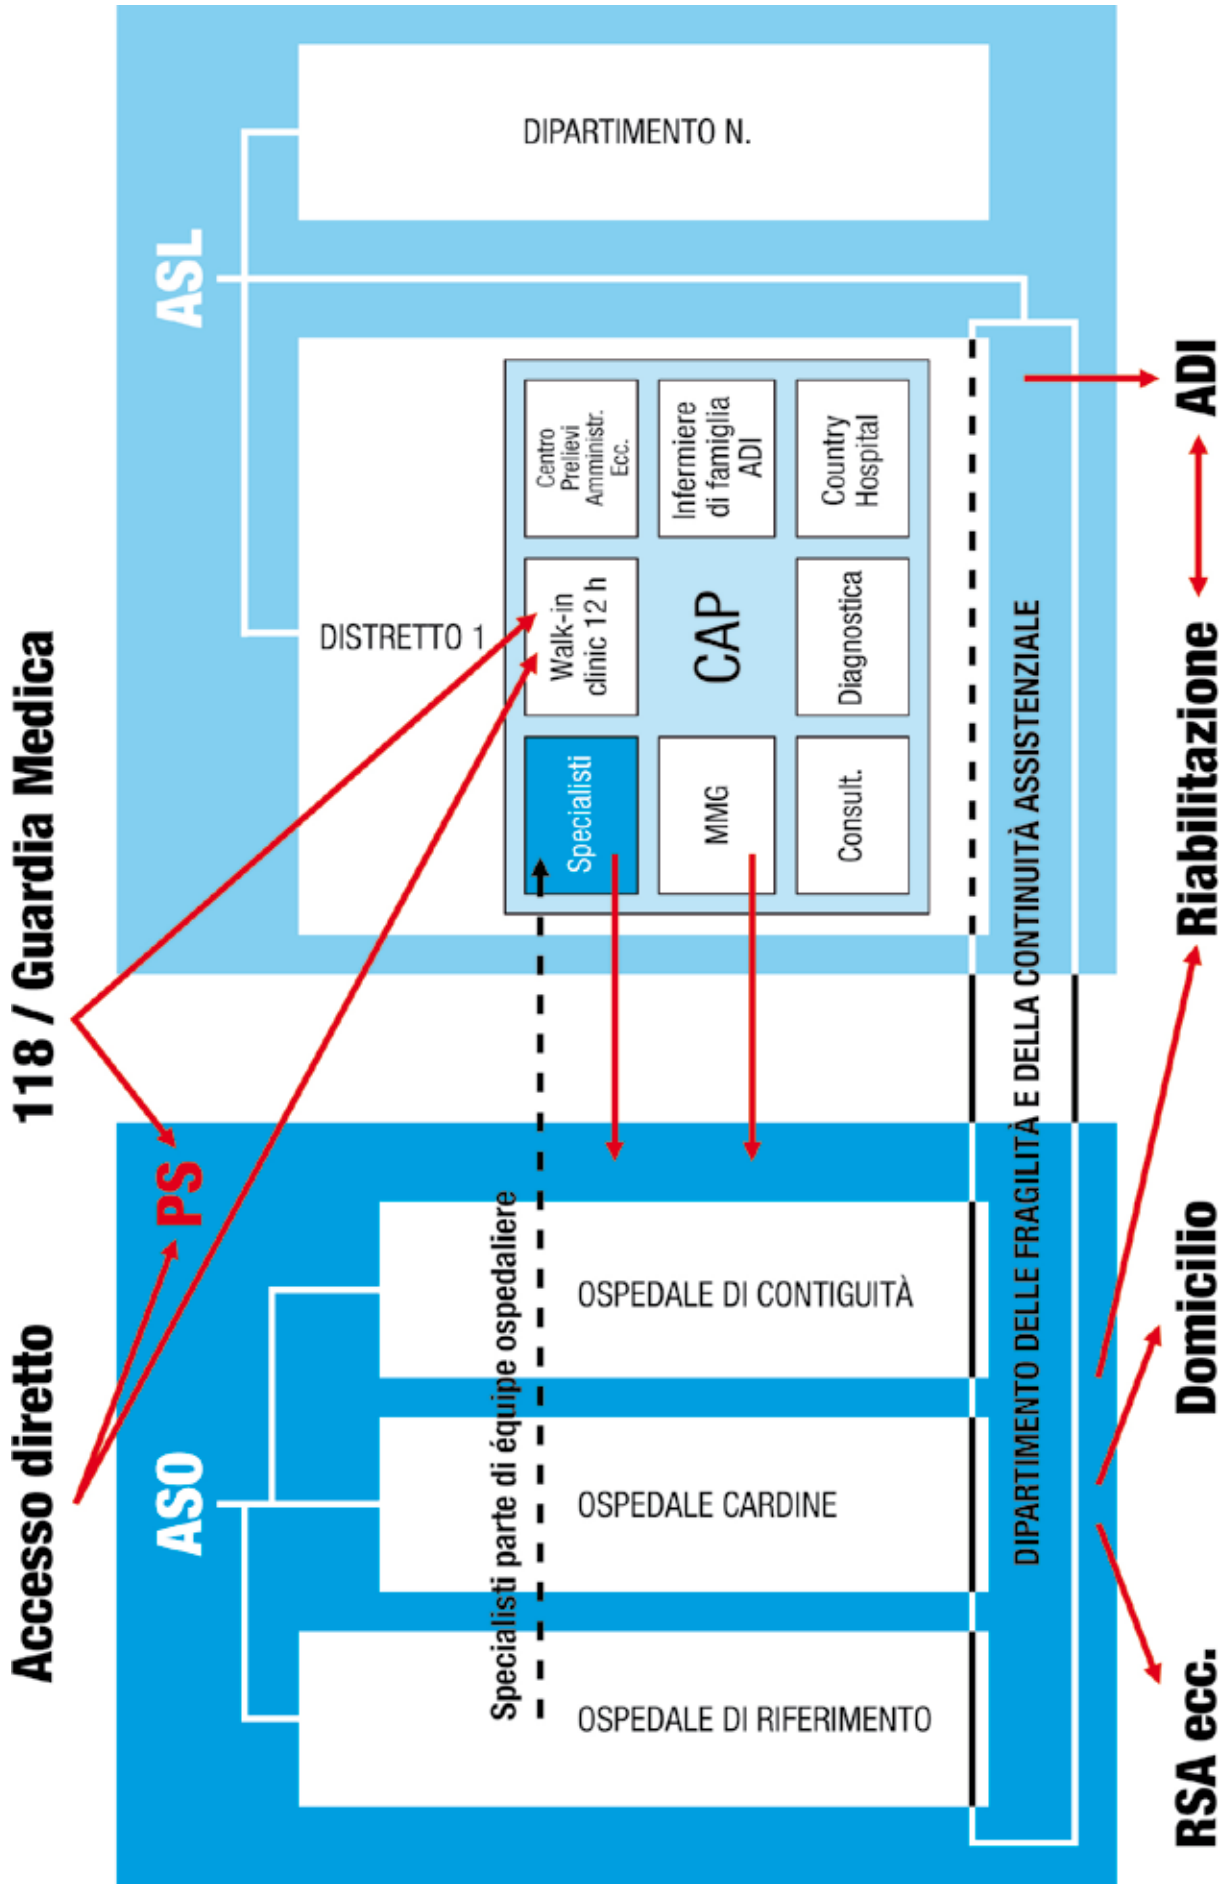 Accesso diretto
118 / Guardia Medica
ASO
PS
ASL
Specialisti parte di équipe ospedaliere
OSPEDALE DI RIFERIMENTO
OSPEDALE CARDINE
OSPEDALE DI CONTIGUITÀ
DISTRETTO 1
Specialisti
Walk-in
clinic 12 h
Centro
Prelievi
Amministr.
Ecc.
MMG
CAP
Infermiere
di famiglia
ADI
Consult.
Diagnostica
Country
Hospital
DIPARTIMENTO N.
DIPARTIMENTO DELLE FRAGILITÀ E DELLA CONTINUITÀ ASSISTENZIALE
RSA ecc.
Domicilio
Riabilitazione
ADI